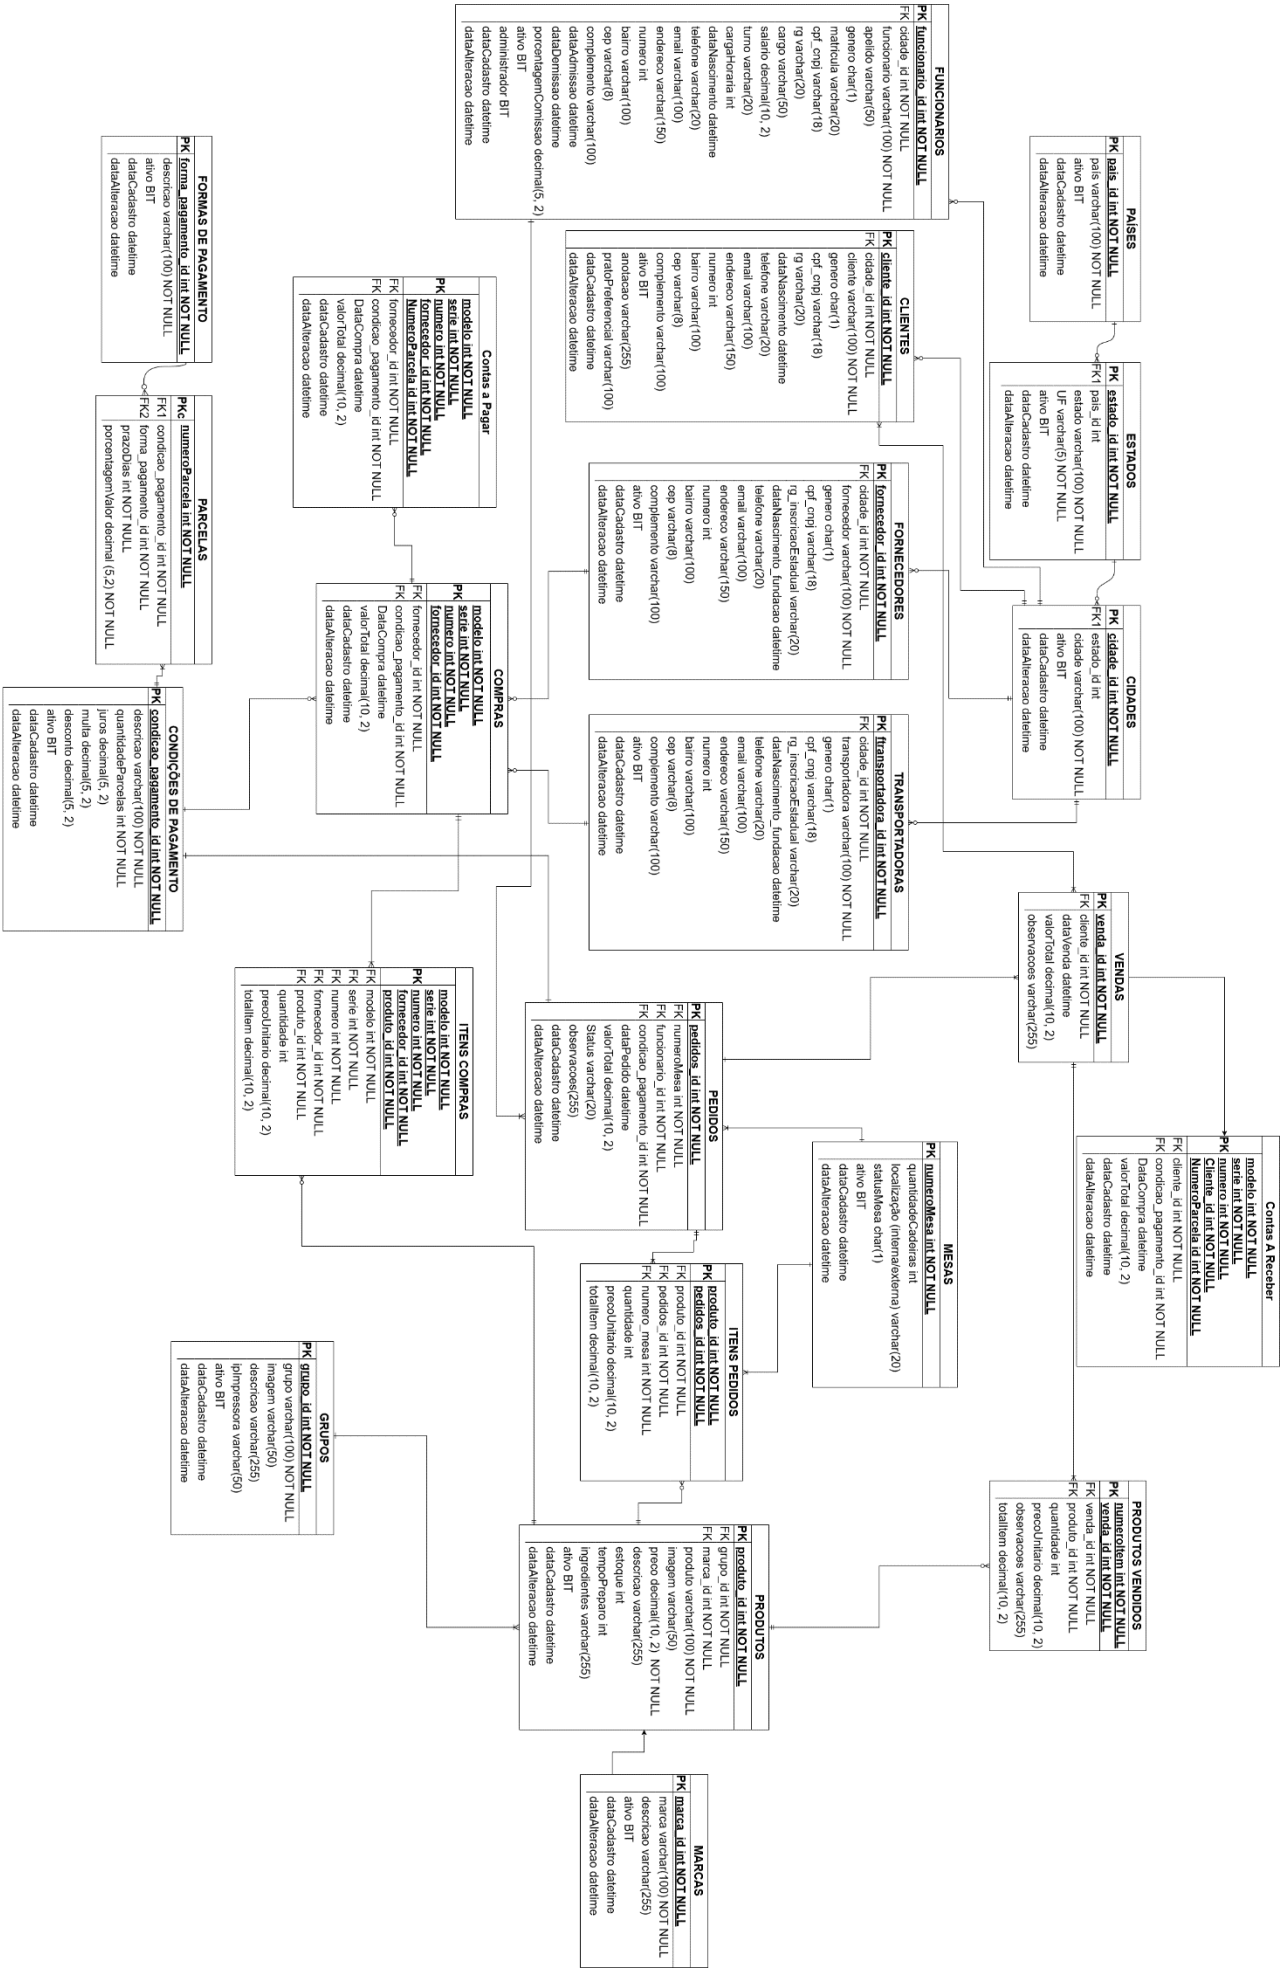 PAÍSES
PK pais_id int NOT NULL
pais varchar(100) NOT NULL
ativo BIT
dataCadastro datetime
dataAlteracao datetime
ESTADOS
PK estado_id int NOT NULL
FK1 pais_id int
estado varchar(100) NOT NULL
UF varchar(5) NOT NULL
ativo BIT
dataCadastro datetime
dataAlteracao datetime
CIDADES
PK cidade_id int NOT NULL
FK1 estado_id int
cidade varchar(100) NOT NULL
ativo BIT
dataCadastro datetime
dataAlteracao datetime
VENDAS
PK venda_id int NOT NULL
FK cliente_id int NOT NULL
dataVenda datetime
valorTotal decimal(10, 2)
observacoes varchar(255)
Contas A Receber
modelo int NOT NULL
serie int NOT NULL
PK numero int NOT NULL
Cliente_id int NOT NULL
NumeroParcela id int NOT NULL
FK cliente_id int NOT NULL
FK condicao_pagamento_id int NOT NULL
DataCompra datetime
valorTotal decimal(10, 2)
dataCadastro datetime
dataAlteracao datetime
PRODUTOS VENDIDOS
PK numeroItem int NOT NULL
venda_id int NOT NULL
FK venda_id int NOT NULL
FK produto_id int NOT NULL
quantidade int
precoUnitario decimal(10, 2)
observacoes varchar(255)
totalItem decimal(10, 2)
FUNCIONARIOS
PK funcionario_id int NOT NULL
FK cidade_id int NOT NULL
funcionario varchar(100) NOT NULL
apelido varchar(50)
genero char(1)
matricula varchar(20)
cpf_cnpj varchar(18)
rg varchar(20)
cargo varchar(50)
salario decimal(10, 2)
turno varchar(20)
cargaHoraria int
dataNascimento datetime
telefone varchar(20)
email varchar(100)
endereco varchar(150)
numero int
bairro varchar(100)
cep varchar(8)
complemento varchar(100)
dataAdmissao datetime
dataDemissao datetime
porcentagemComissao decimal(5, 2)
ativo BIT
administrador BIT
dataCadastro datetime
dataAlteracao datetime
CLIENTES
PK cliente_id int NOT NULL
FK cidade_id int NOT NULL
cliente varchar(100) NOT NULL
genero char(1)
cpf_cnpj varchar(18)
rg varchar(20)
dataNascimento datetime
telefone varchar(20)
email varchar(100)
endereco varchar(150)
numero int
bairro varchar(100)
cep varchar(8)
complemento varchar(100)
ativo BIT
anotacao varchar(255)
pratoPreferencial varchar(100)
dataCadastro datetime
dataAlteracao datetime
FORNECEDORES
PK fornecedor_id int NOT NULL
FK cidade_id int NOT NULL
fornecedor varchar(100) NOT NULL
genero char(1)
cpf_cnpj varchar(18)
rg_inscricaoEstadual varchar(20)
dataNascimento_fundacao datetime
telefone varchar(20)
email varchar(100)
endereco varchar(150)
numero int
bairro varchar(100)
cep varchar(8)
complemento varchar(100)
ativo BIT
dataCadastro datetime
dataAlteracao datetime
TRANSPORTADORAS
PK ftransportadora_id int NOT NULL
FK cidade_id int NOT NULL
transportadora varchar(100) NOT NULL
genero char(1)
cpf_cnpj varchar(18)
rg_inscricaoEstadual varchar(20)
dataNascimento_fundacao datetime
telefone varchar(20)
email varchar(100)
endereco varchar(150)
numero int
bairro varchar(100)
cep varchar(8)
complemento varchar(100)
ativo BIT
dataCadastro datetime
dataAlteracao datetime
MESAS
PK numeroMesa int NOT NULL
quantidadeCadeiras int
localização (interna/externa) varchar(20)
statusMesa char(1)
ativo BIT
dataCadastro datetime
dataAlteracao datetime
PEDIDOS
PK pedidos_id int NOT NULL
FK numeroMesa int NOT NULL
FK funcionario_id int NOT NULL
FK condicao_pagamento_id int NOT NULL
dataPedido datetime
valorTotal decimal(10, 2)
Status varchar(20)
observacoes(255)
dataCadastro datetime
dataAlteracao datetime
ITENS PEDIDOS
PK produto_id int NOT NULL
pedidos_id int NOT NULL
FK produto_id int NOT NULL
FK pedidos_id int NOT NULL
FK numero_mesa int NOT NULL
quantidade int
precoUnitario decimal(10, 2)
totalItem decimal(10, 2)
PRODUTOS
PK produto_id int NOT NULL
FK grupo_id int NOT NULL
FK marca_id int NOT NULL
produto varchar(100) NOT NULL
imagem varchar(50)
preco decimal(10, 2) NOT NULL
descricao varchar(255)
estoque int
tempoPreparo int
ingredientes varchar(255)
ativo BIT
dataCadastro datetime
dataAlteracao datetime
MARCAS
PK marca_id int NOT NULL
marca varchar(100) NOT NULL
descricao varchar(255)
ativo BIT
dataCadastro datetime
dataAlteracao datetime
Contas a Pagar
modelo int NOT NULL
serie int NOT NULL
PK numero int NOT NULL
fornecedor_id int NOT NULL
NumeroParcela id int NOT NULL
FK fornecedor_id int NOT NULL
FK condicao_pagamento_id int NOT NULL
DataCompra datetime
valorTotal decimal(10, 2)
dataCadastro datetime
dataAlteracao datetime
COMPRAS
modelo int NOT NULL
serie int NOT NULL
PK numero int NOT NULL
fornecedor_id int NOT NULL
FK fornecedor_id int NOT NULL
FK condicao_pagamento_id int NOT NULL
DataCompra datetime
valorTotal decimal(10, 2)
dataCadastro datetime
dataAlteracao datetime
ITENS COMPRAS
modelo int NOT NULL
serie int NOT NULL
PK numero int NOT NULL
fornecedor_id int NOT NULL
produto_id int NOT NULL
FK modelo int NOT NULL
FK serie int NOT NULL
FK numero int NOT NULL
FK fornecedor_id int NOT NULL
FK produto_id int NOT NULL
quantidade int
precoUnitario decimal(10, 2)
totalItem decimal(10, 2)
GRUPOS
PK grupo_id int NOT NULL
grupo varchar(100) NOT NULL
imagem varchar(50)
descricao varchar(255)
ipImpressora varchar(50)
ativo BIT
dataCadastro datetime
dataAlteracao datetime
FORMAS DE PAGAMENTO
PK forma_pagamento_id int NOT NULL
descricao varchar(100) NOT NULL
ativo BIT
dataCadastro datetime
dataAlteracao datetime
PARCELAS
PKc numeroParcela int NOT NULL
FK1 condicao_pagamento_id int NOT NULL
FK2 forma_pagamento_id int NOT NULL
prazoDias int NOT NULL
porcentagemValor decimal (5,2) NOT NULL
CONDIÇÕES DE PAGAMENTO
PK condicao_pagamento_id int NOT NULL
descricao varchar(100) NOT NULL
quantidadeParcelas int NOT NULL
juros decimal(5, 2)
multa decimal(5, 2)
desconto decimal(5, 2)
ativo BIT
dataCadastro datetime
dataAlteracao datetime